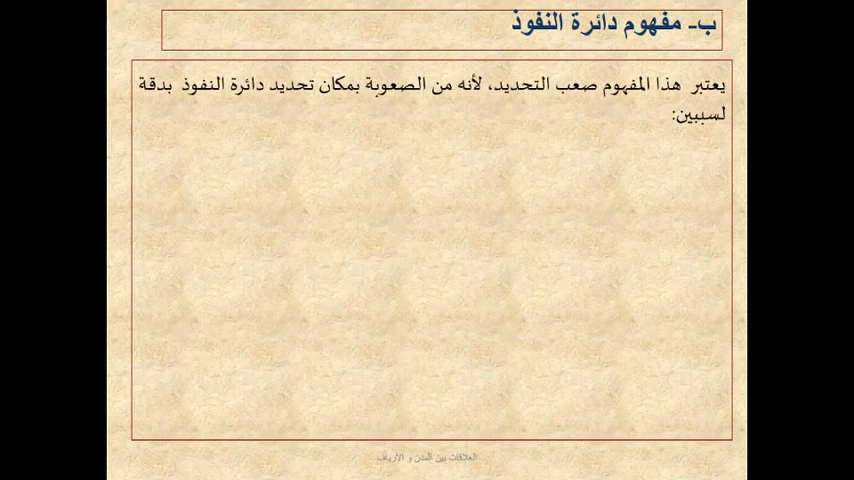 ب- مفهوم دائرة النفوذ
يعتبر هذا المفهوم صعب التحديد، لأنه من الصعوبة بمكان تحديد دائرة النفوذ بدقة
لسببين:
العلاقات بين المدن و الأرياف